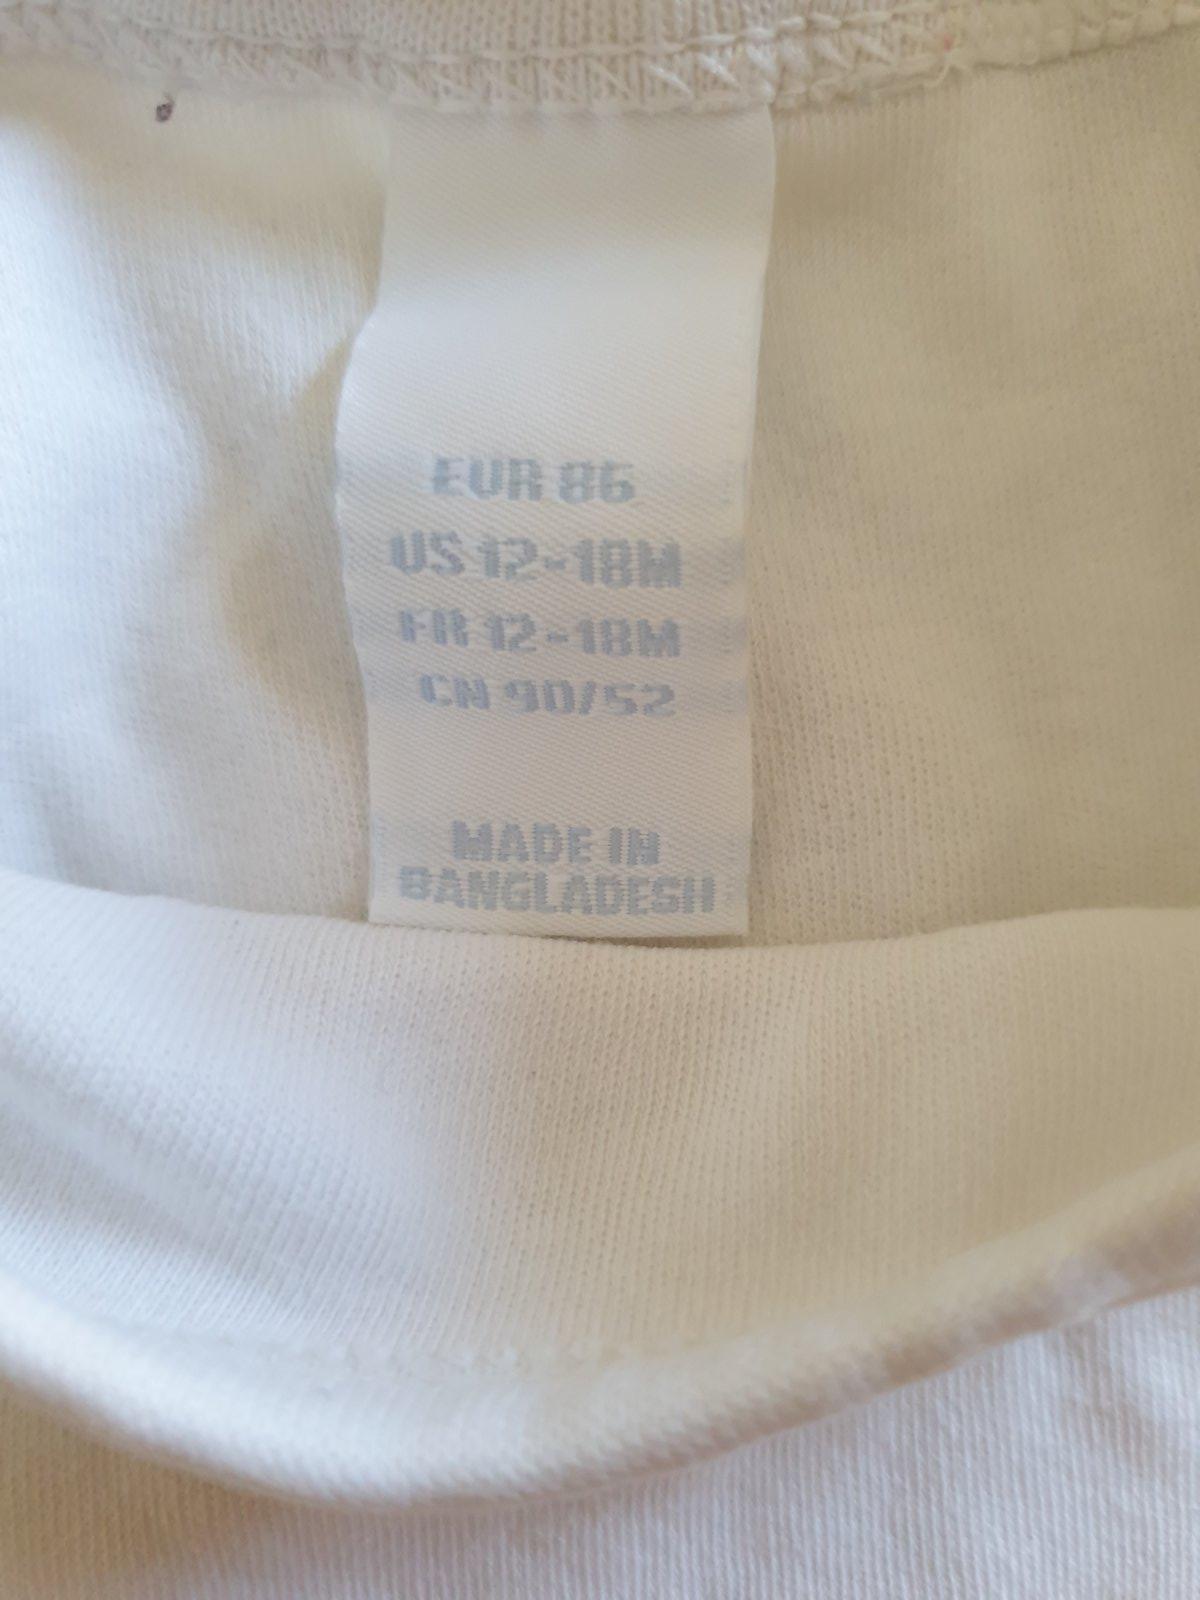 EUR 86
US 12-18M
FR 12-18M
CN 90/52
MADE IN
BANGLADESH